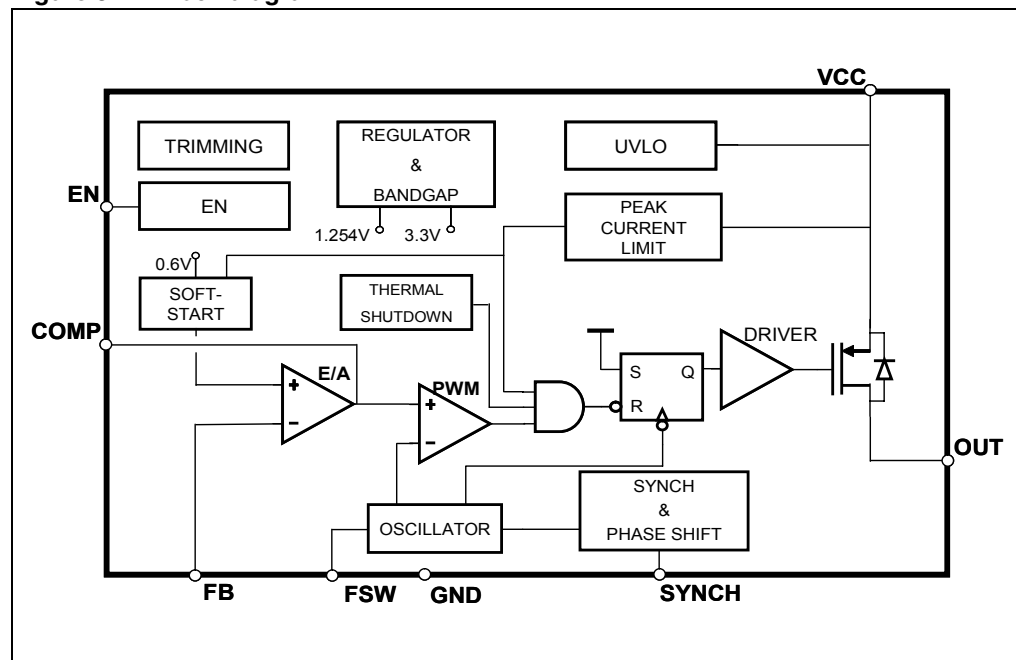 VCC
TRIMMING
REGULATOR
&
BANDGAP
UVLO
EN
EN
PEAK
CURRENT
LIMIT
1.254V
3.3V
0.6V
SOFT-
START
THERMAL
SHUTDOWN
COMP
DRIVER
E/A
S
Q
+
PWM
+
R
-
-
OUT
SYNCH
&
PHASE SHIFT
OSCILLATOR
FB
FSW
GND
SYNCH